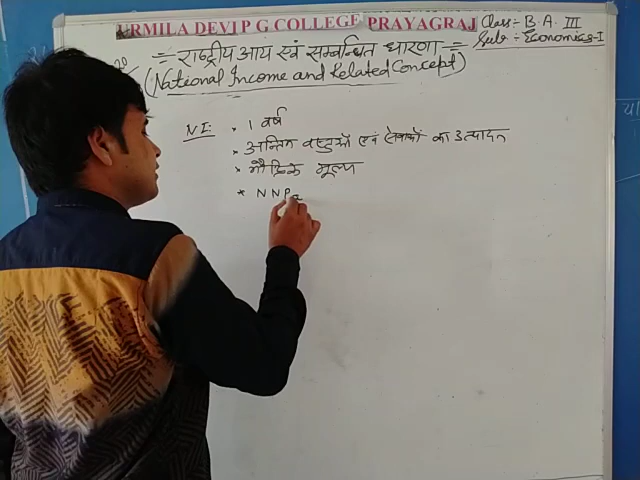 URMILA DEVI P G COLLEGE PRAYAGRAJ
Class:- B.A. III
Sub:- Economics-I
राष्ट्रीय आय एवं सम्बन्धित धारणा
(National Income and Related Concept)
NI:
* 1 वर्ष
* अन्तिम वस्तुओं एवं सेवाओं का उत्पादन
* मौद्रिक मूल्य
* NNP